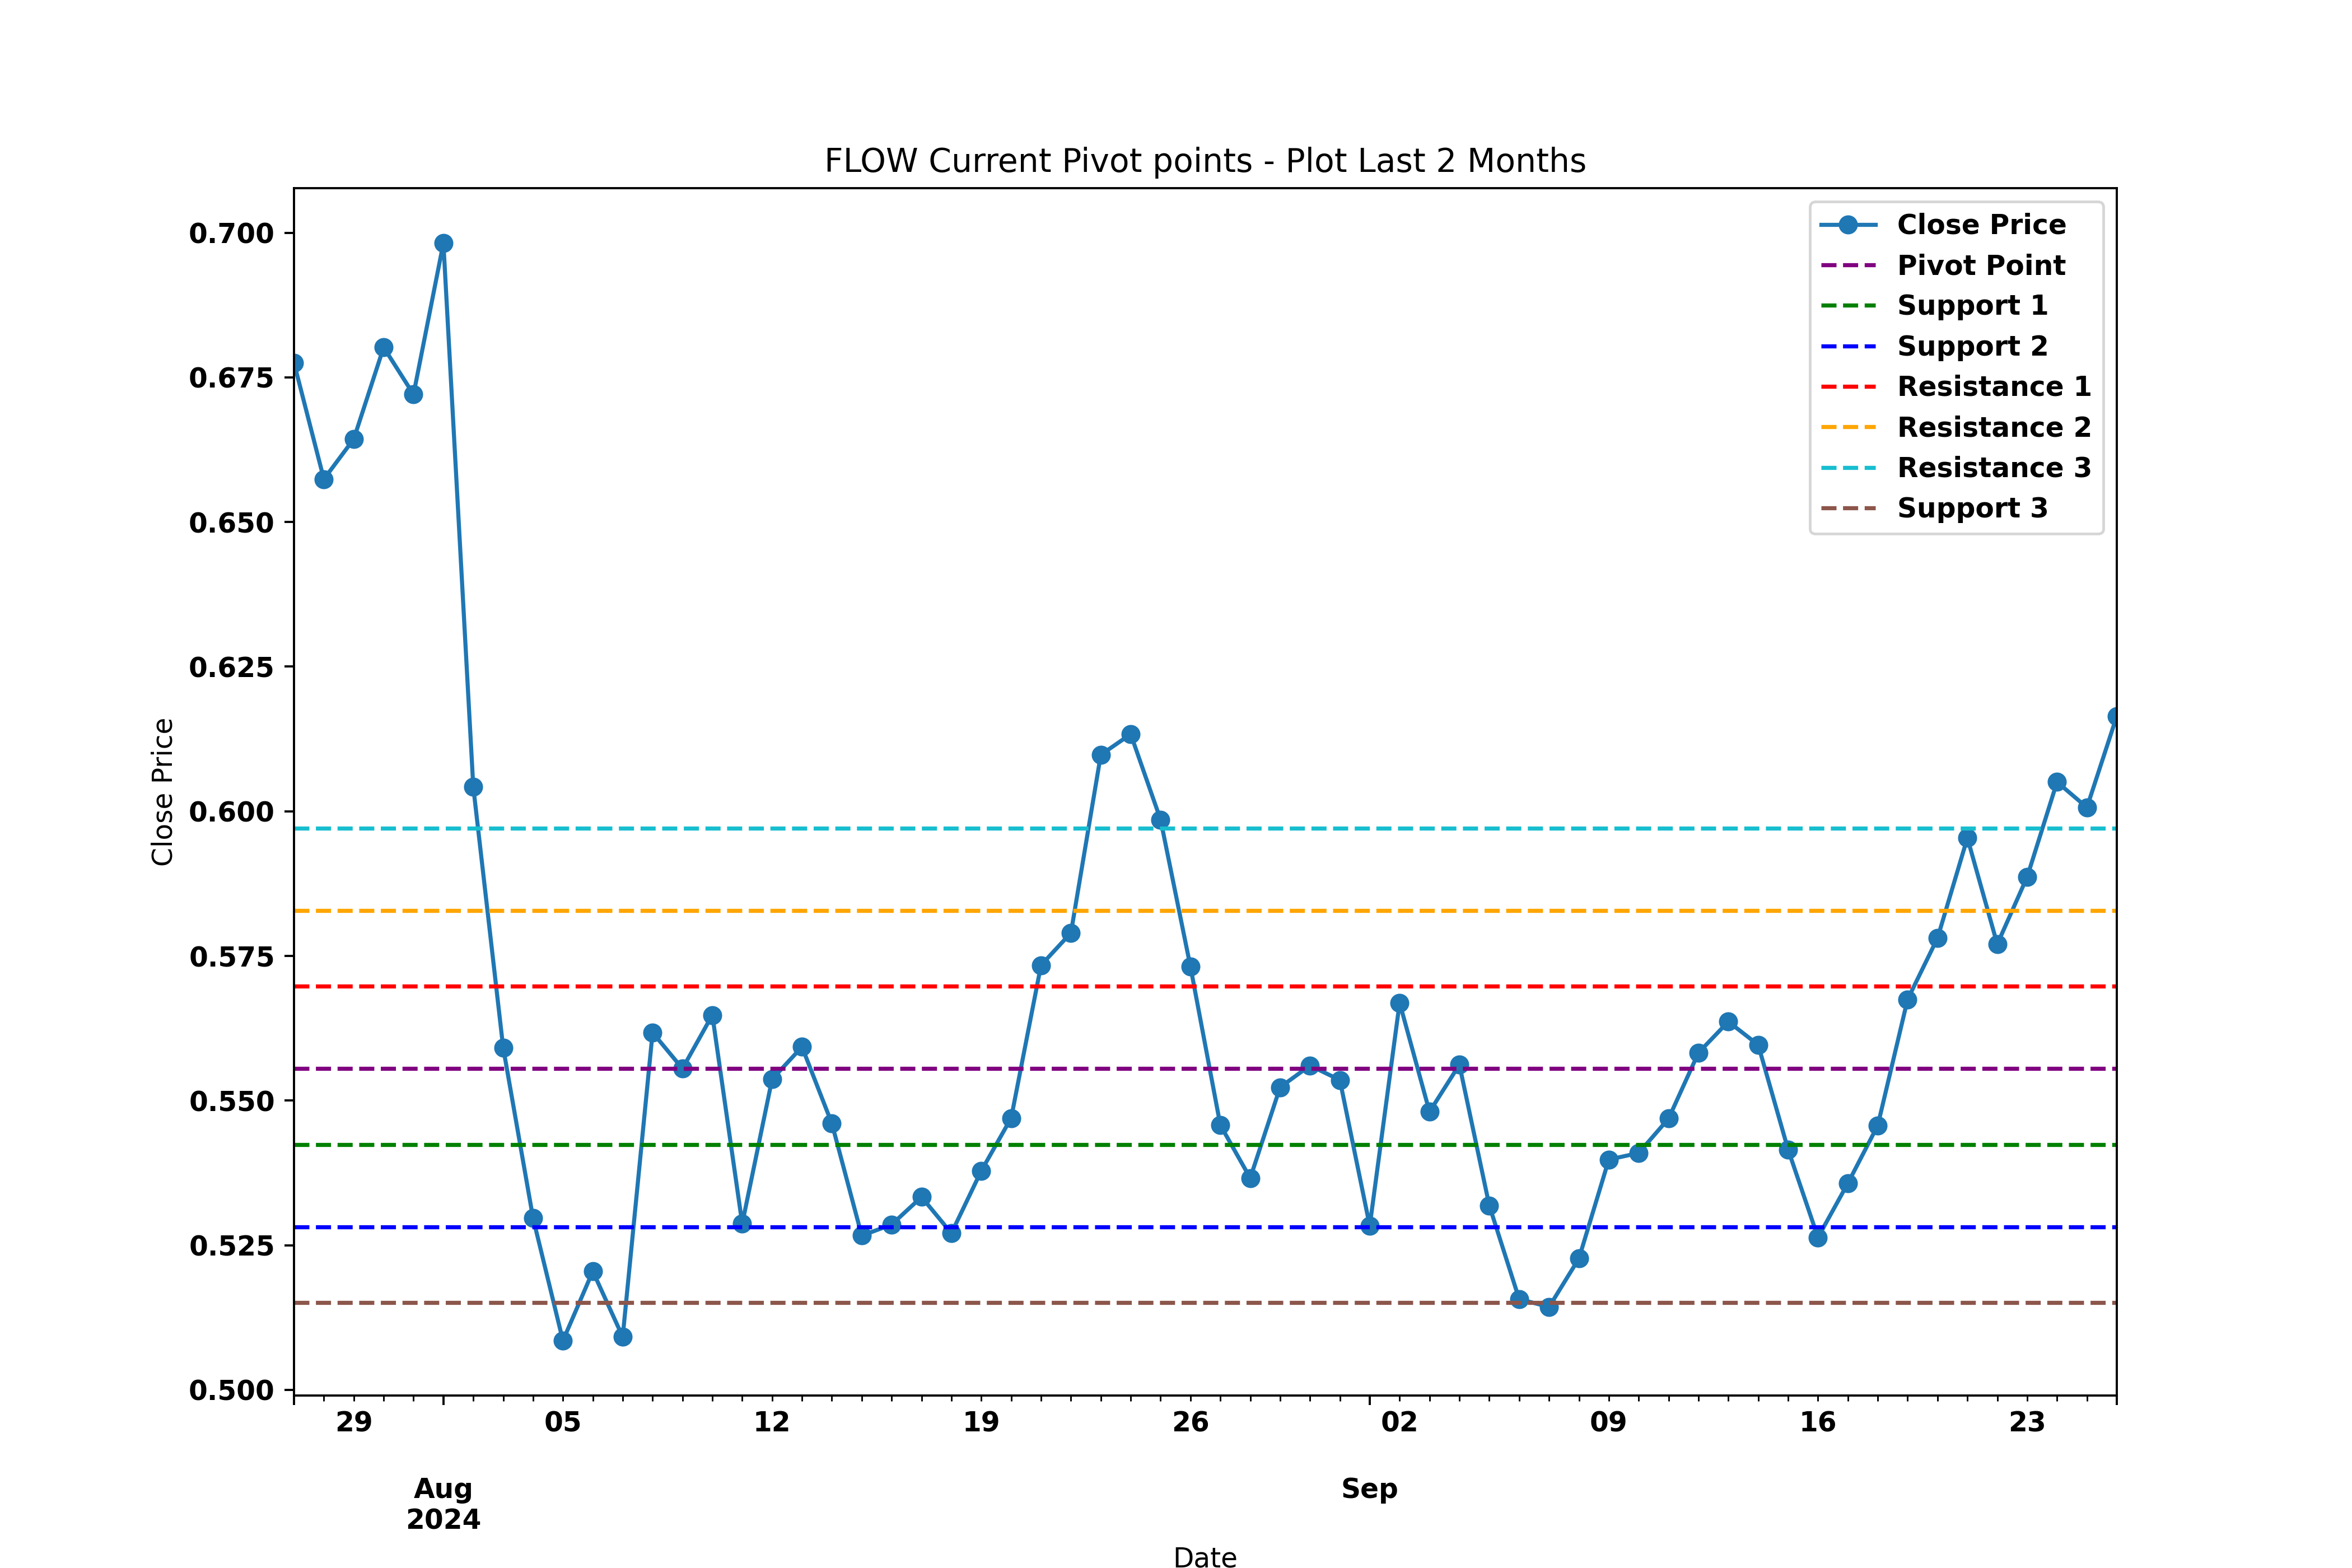 FLOW Current Pivot points - Plot Last 2 Months
Close Price
0.700
0.675
0.650
0.625
0.600
0.575
0.550
0.525
0.500
Close Price
Pivot Point
Support 1
Support 2
Resistance 1
Resistance 2
Resistance 3
Support 3
29 05 12 19 26 02 09 16 23
Aug Sep
2024
Date